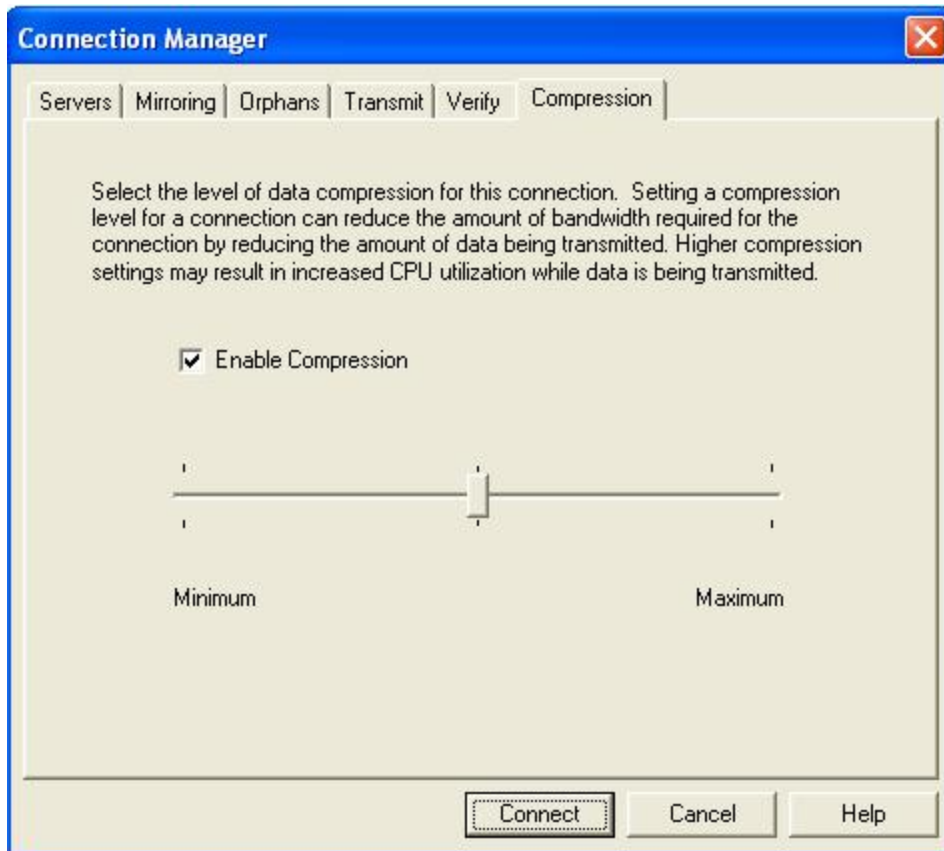 Connection Manager
Servers Mirroring Orphans Transmit Verify Compression
Select the level of data compression for this connection.  Setting a compression
level for a connection can reduce the amount of bandwidth required for the
connection by reducing the amount of data being transmitted. Higher compression
settings may result in increased CPU utilization while data is being transmitted.
Enable Compression
Minimum Maximum
Connect Cancel Help